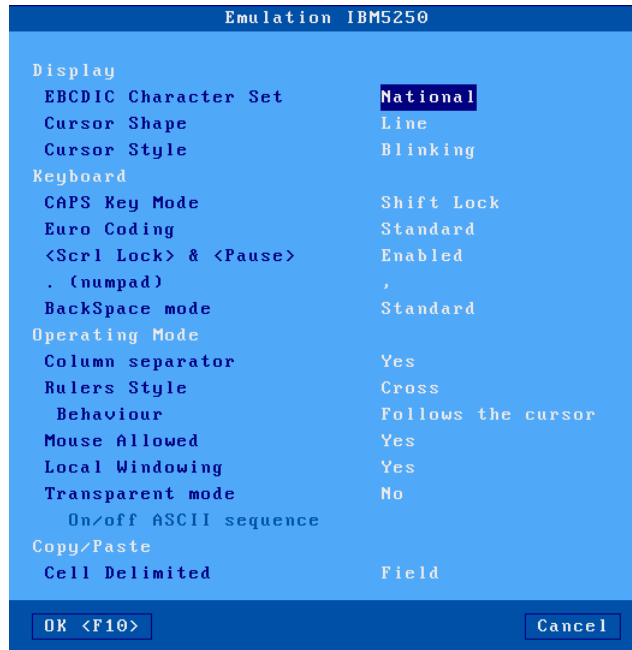 Emulation IBM5250
Display
EBCDIC Character Set National
Cursor Shape Line
Cursor Style Blinking
Keyboard
CAPS Key Mode Shift Lock
Euro Coding Standard
<Scrl Lock> & <Pause> Enabled
. (numpad) ,
BackSpace mode Standard
Operating Mode
Column separator Yes
Rulers Style Cross
Behaviour Follows the cursor
Mouse Allowed Yes
Local Windowing Yes
Transparent mode No
On/off ASCII sequence
Copy/Paste
Cell Delimited Field
OK <F10> Cancel